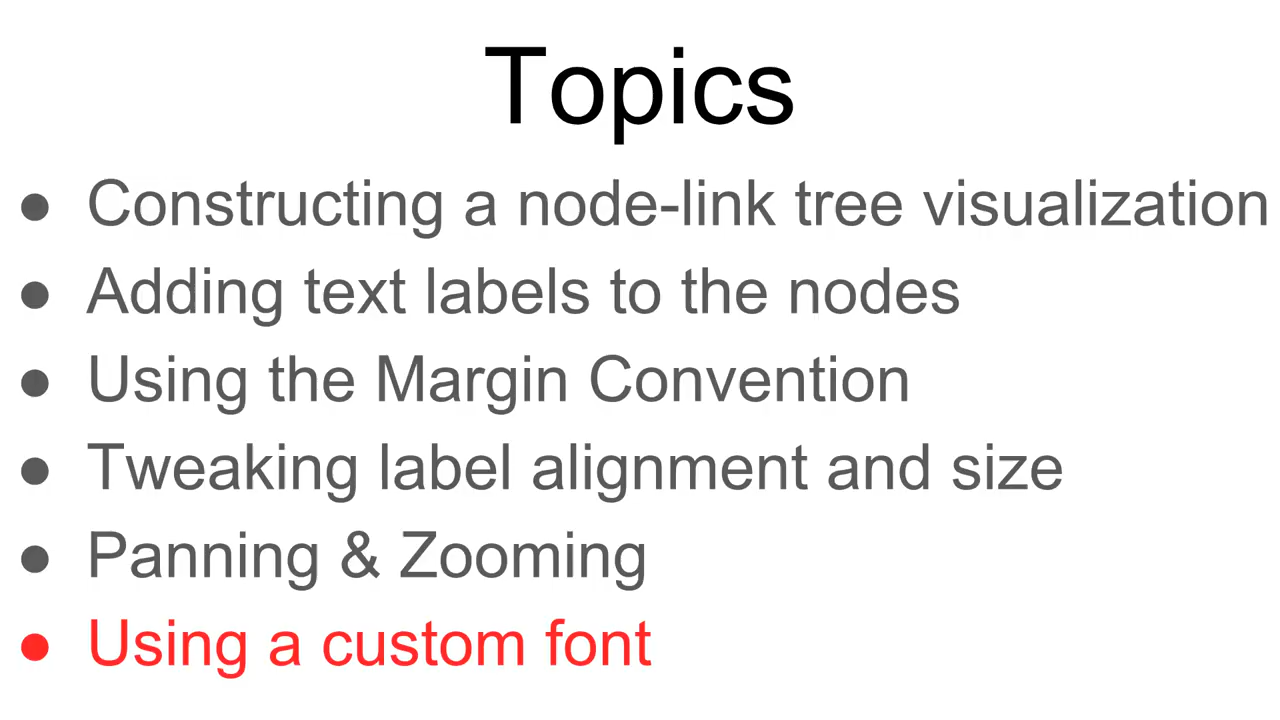 Topics
● Constructing a node-link tree visualization
● Adding text labels to the nodes
● Using the Margin Convention
● Tweaking label alignment and size
● Panning & Zooming
● Using a custom font